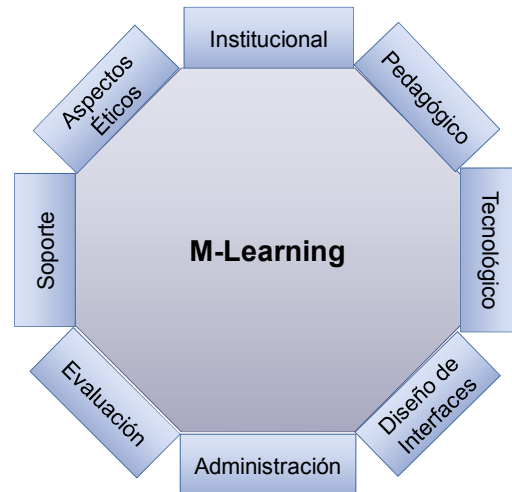 Institucional
Pedagógico
Tecnológico
Diseño de
Interfaces
Administración
Evaluación
Soporte
Aspectos
Éticos
M-Learning